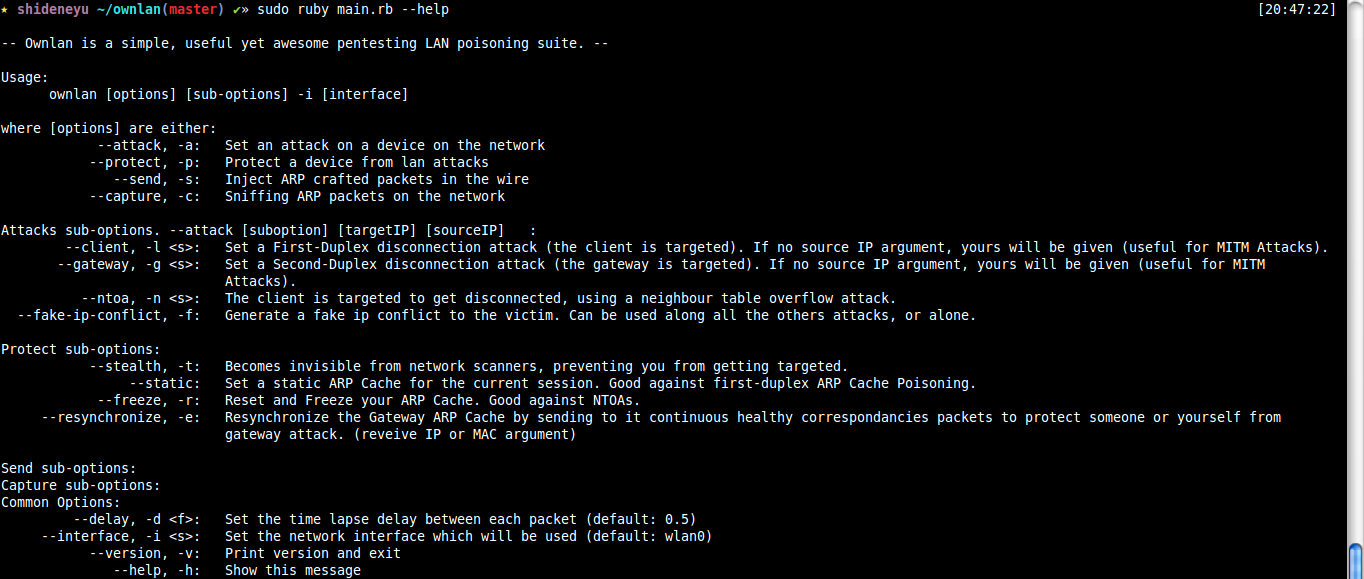 ★ shideneyu ~/ownlan(master) ✔» sudo ruby main.rb --help [20:47:22]
-- Ownlan is a simple, useful yet awesome pentesting LAN poisoning suite. --
Usage:
ownlan [options] [sub-options] -i [interface]
where [options] are either:
--attack, -a: Set an attack on a device on the network
--protect, -p: Protect a device from lan attacks
--send, -s: Inject ARP crafted packets in the wire
--capture, -c: Sniffing ARP packets on the network
Attacks sub-options. --attack [suboption] [targetIP] [sourceIP] :
--client, -l <s>: Set a First-Duplex disconnection attack (the client is targeted). If no source IP argument, yours will be given (useful for MITM Attacks).
--gateway, -g <s>: Set a Second-Duplex disconnection attack (the gateway is targeted). If no source IP argument, yours will be given (useful for MITM
Attacks).
--ntoa, -n <s>: The client is targeted to get disconnected, using a neighbour table overflow attack.
--fake-ip-conflict, -f: Generate a fake ip conflict to the victim. Can be used along all the others attacks, or alone.
Protect sub-options:
--stealth, -t: Becomes invisible from network scanners, preventing you from getting targeted.
--static: Set a static ARP Cache for the current session. Good against first-duplex ARP Cache Poisoning.
--freeze, -r: Reset and Freeze your ARP Cache. Good against NTOAs.
--resynchronize, -e: Resynchronize the Gateway ARP Cache by sending to it continuous healthy correspondancies packets to protect someone or yourself from
gateway attack. (reveive IP or MAC argument)
Send sub-options:
Capture sub-options:
Common Options:
--delay, -d <f>: Set the time lapse delay between each packet (default: 0.5)
--interface, -i <s>: Set the network interface which will be used (default: wlan0)
--version, -v: Print version and exit
--help, -h: Show this message